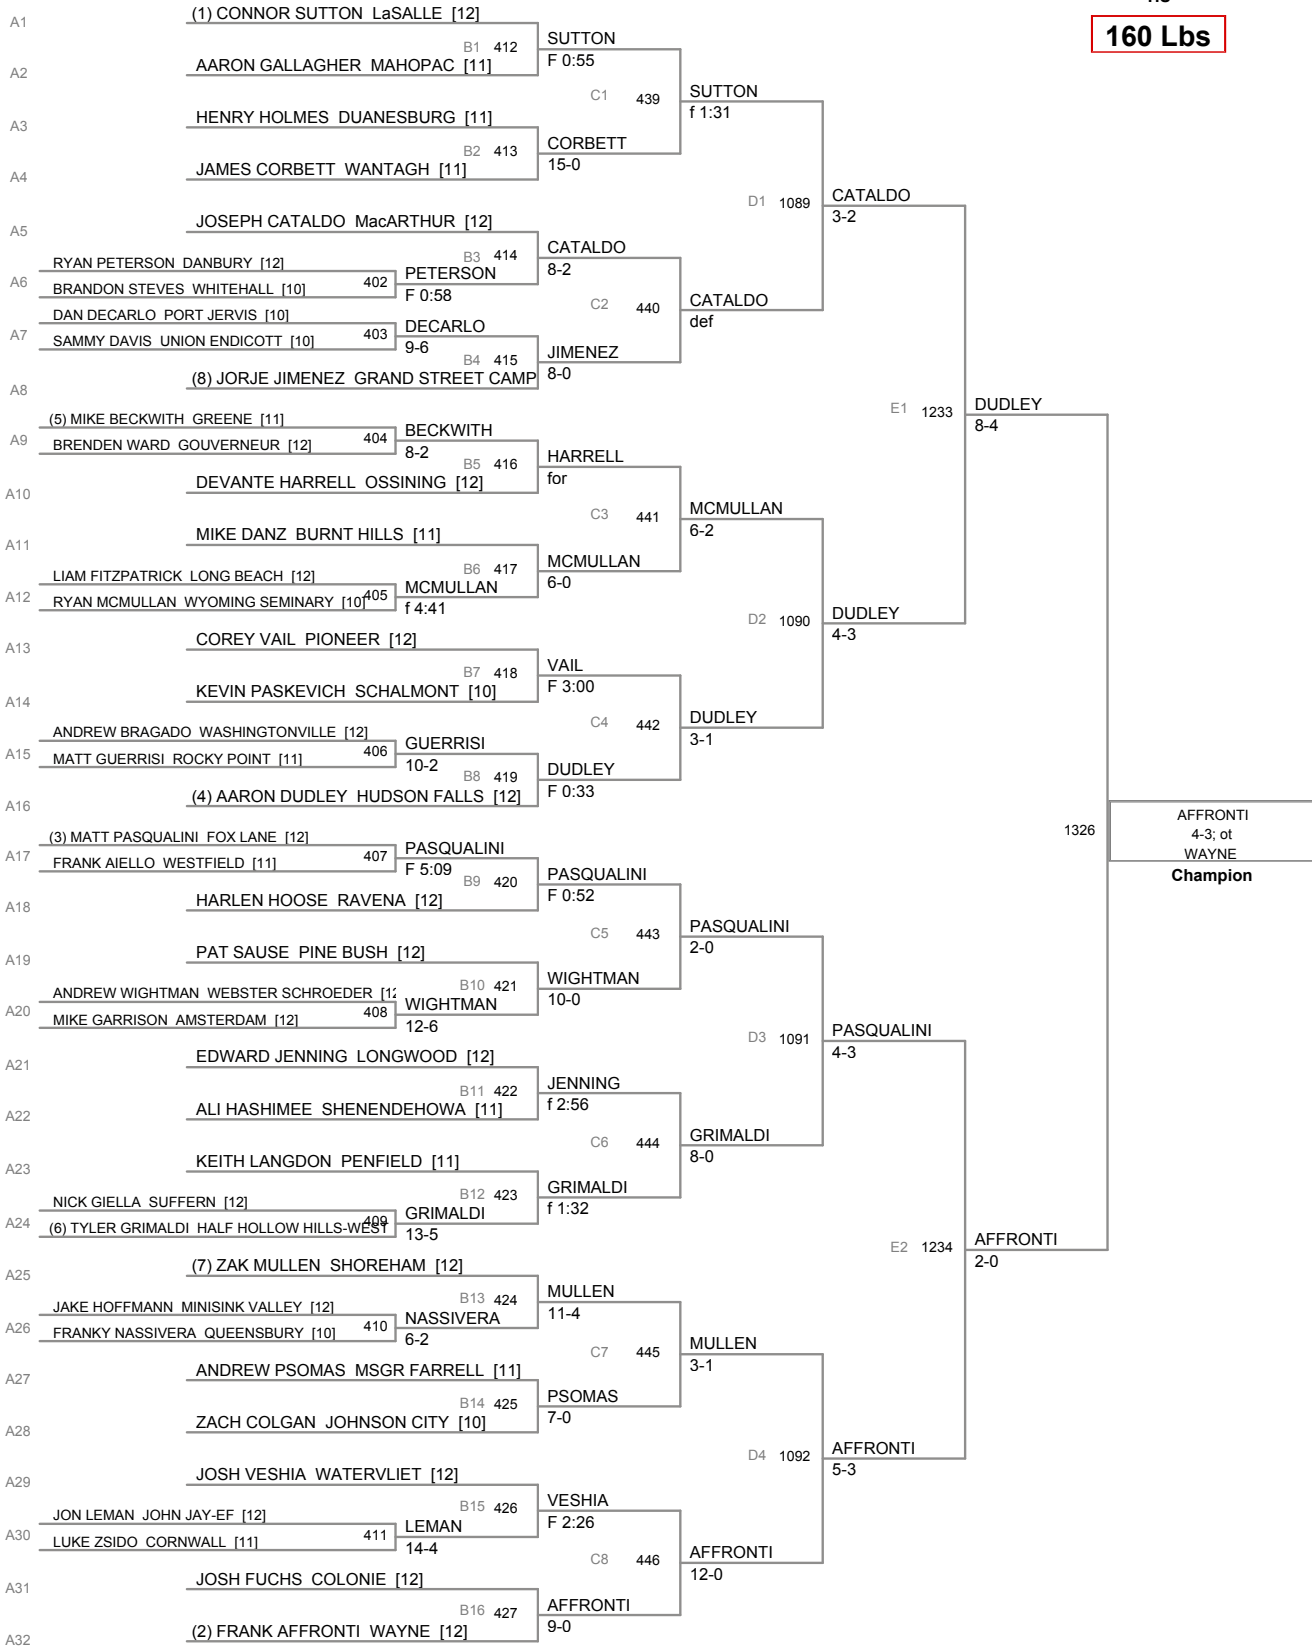 160 Lbs
A1
(1) CONNOR SUTTON LaSALLE [12]
B1 412
SUTTON
F 0:55
A2
AARON GALLAGHER MAHOPAC [11]
C1 439
SUTTON
f 1:31
A3
HENRY HOLMES DUANESBURG [11]
B2 413
CORBETT
15-0
A4
JAMES CORBETT WANTAGH [11]
D1 1089
CATALDO
3-2
A5
JOSEPH CATALDO MacARTHUR [12]
B3 414
CATALDO
8-2
A6
RYAN PETERSON DANBURY [12]
402
PETERSON
F 0:58
BRANDON STEVES WHITEHALL [10]
C2 440
CATALDO
def
A7
DAN DECARLO PORT JERVIS [10]
403
DECARLO
9-6
SAMMY DAVIS UNION ENDICOTT [10]
B4 415
JIMENEZ
8-0
A8
(8) JORJE JIMENEZ GRAND STREET CAMP
E1 1233
DUDLEY
8-4
A9
(5) MIKE BECKWITH GREENE [11]
404
BECKWITH
8-2
BRENDEN WARD GOUVERNEUR [12]
B5 416
HARRELL
for
A10
DEVANTE HARRELL OSSINING [12]
C3 441
MCMULLAN
6-2
A11
MIKE DANZ BURNT HILLS [11]
B6 417
MCMULLAN
6-0
A12
LIAM FITZPATRICK LONG BEACH [12]
405
MCMULLAN
f 4:41
RYAN MCMULLAN WYOMING SEMINARY [10]
D2 1090
DUDLEY
4-3
A13
COREY VAIL PIONEER [12]
B7 418
VAIL
F 3:00
A14
KEVIN PASKEVICH SCHALMONT [10]
C4 442
DUDLEY
3-1
A15
ANDREW BRAGADO WASHINGTONVILLE [12]
406
GUERRISI
10-2
MATT GUERRISI ROCKY POINT [11]
B8 419
DUDLEY
F 0:33
A16
(4) AARON DUDLEY HUDSON FALLS [12]
1326
AFFRONTI
4-3; ot
WAYNE
Champion
A17
(3) MATT PASQUALINI FOX LANE [12]
407
PASQUALINI
F 5:09
FRANK AIELLO WESTFIELD [11]
B9 420
PASQUALINI
F 0:52
A18
HARLEN HOOSE RAVENA [12]
C5 443
PASQUALINI
2-0
A19
PAT SAUSE PINE BUSH [12]
B10 421
WIGHTMAN
10-0
A20
ANDREW WIGHTMAN WEBSTER SCHROEDER [12
408
WIGHTMAN
12-6
MIKE GARRISON AMSTERDAM [12]
D3 1091
PASQUALINI
4-3
A21
EDWARD JENNING LONGWOOD [12]
B11 422
JENNING
f 2:56
A22
ALI HASHIMEE SHENENDEHOWA [11]
C6 444
GRIMALDI
8-0
A23
KEITH LANGDON PENFIELD [11]
B12 423
GRIMALDI
f 1:32
A24
NICK GIELLA SUFFERN [12]
409
GRIMALDI
13-5
(6) TYLER GRIMALDI HALF HOLLOW HILLS-WEST
E2 1234
AFFRONTI
2-0
A25
(7) ZAK MULLEN SHOREHAM [12]
B13 424
MULLEN
11-4
A26
JAKE HOFFMANN MINISINK VALLEY [12]
410
NASSIVERA
6-2
FRANKY NASSIVERA QUEENSBURY [10]
C7 445
MULLEN
3-1
A27
ANDREW PSOMAS MSGR FARRELL [11]
B14 425
PSOMAS
7-0
A28
ZACH COLGAN JOHNSON CITY [10]
D4 1092
AFFRONTI
5-3
A29
JOSH VESHIA WATERVLIET [12]
B15 426
VESHIA
F 2:26
A30
JON LEMAN JOHN JAY-EF [12]
411
LEMAN
14-4
LUKE ZSIDO CORNWALL [11]
C8 446
AFFRONTI
12-0
A31
JOSH FUCHS COLONIE [12]
B16 427
AFFRONTI
9-0
A32
(2) FRANK AFFRONTI WAYNE [12]